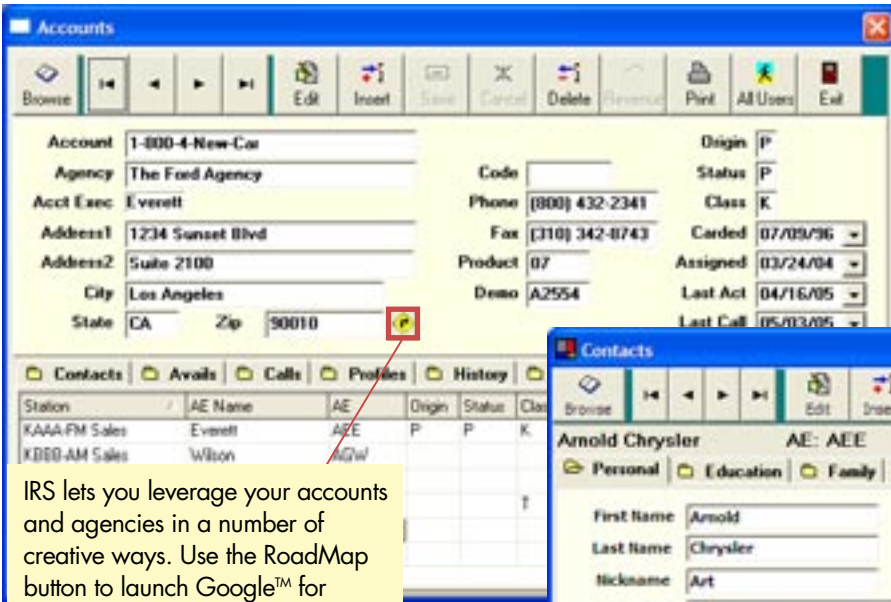 Accounts
Browse Edit Insert Save Cancel Delete Print All Users Exit
Account 1-800-4-New-Car Origin P
Agency The Ford Agency Code Status P
Acct Exec Everett Phone (800) 432-2341 Class K
Address1 1234 Sunset Blvd Fax (310) 342-8743 Carded 07/09/96
Address2 Suite 2100 Product 07 Assigned 03/24/04
City Los Angeles Demo A2554 Last Act 04/16/05
State CA Zip 90010 Last Call 05/03/05
Contacts Avails Calls Profiles History
Station / AE Name AE Origin Status Clas
KAAA-FM Sales Everett AEE P P K
KBBB-AM Sales Wilson AGW
T
IRS lets you leverage your accounts
and agencies in a number of
creative ways. Use the RoadMap
button to launch Google™ for
Contacts
Browse Edit Inse
Arnold Chrysler AE: AEE
Personal Education Family
First Name Arnold
Last Name Chrysler
Nickname Art